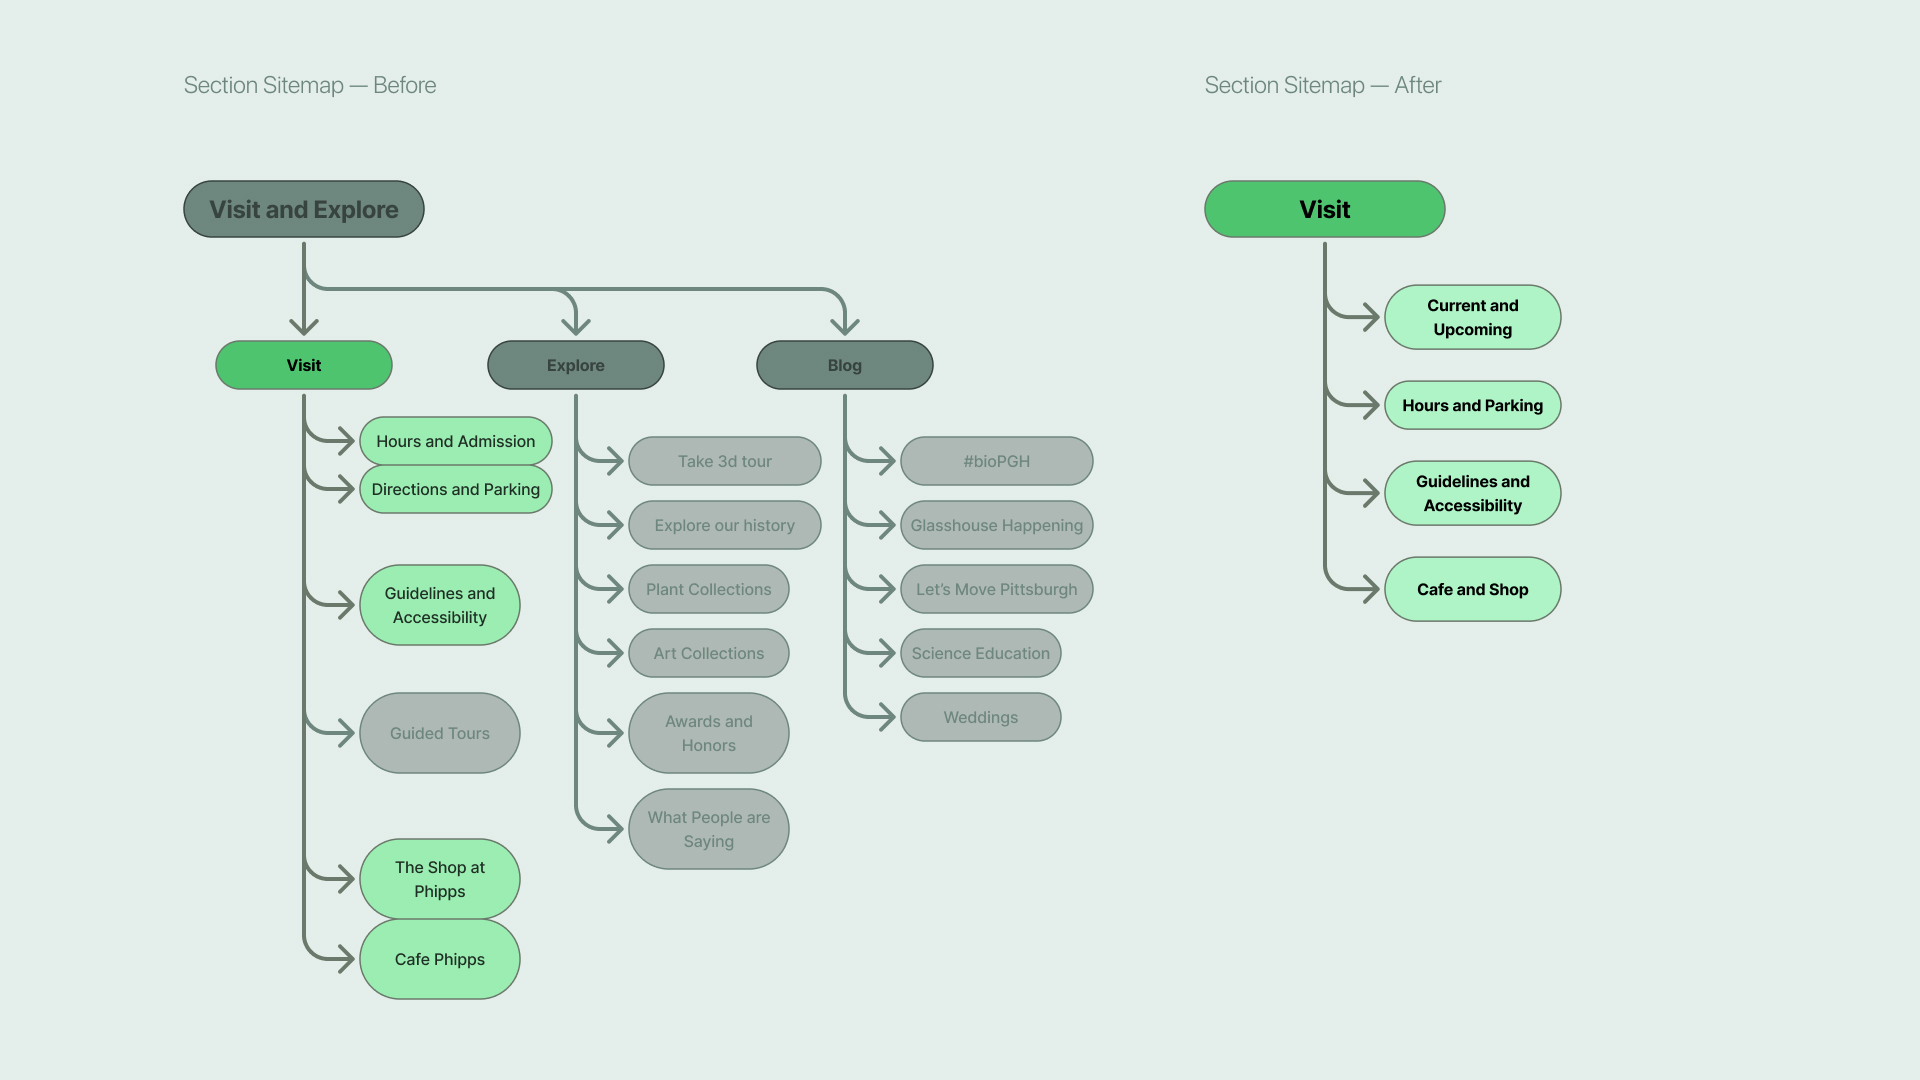 Section Sitemap — Before
Visit and Explore
Visit
Hours and Admission
Directions and Parking
Guidelines and
Accessibility
Guided Tours
The Shop at
Phipps
Cafe Phipps
Explore
Take 3d tour
Explore our history
Plant Collections
Art Collections
Awards and
Honors
What People are
Saying
Blog
#bioPGH
Glasshouse Happening
Let’s Move Pittsburgh
Science Education
Weddings
Section Sitemap — After
Visit
Current and
Upcoming
Hours and Parking
Guidelines and
Accessibility
Cafe and Shop